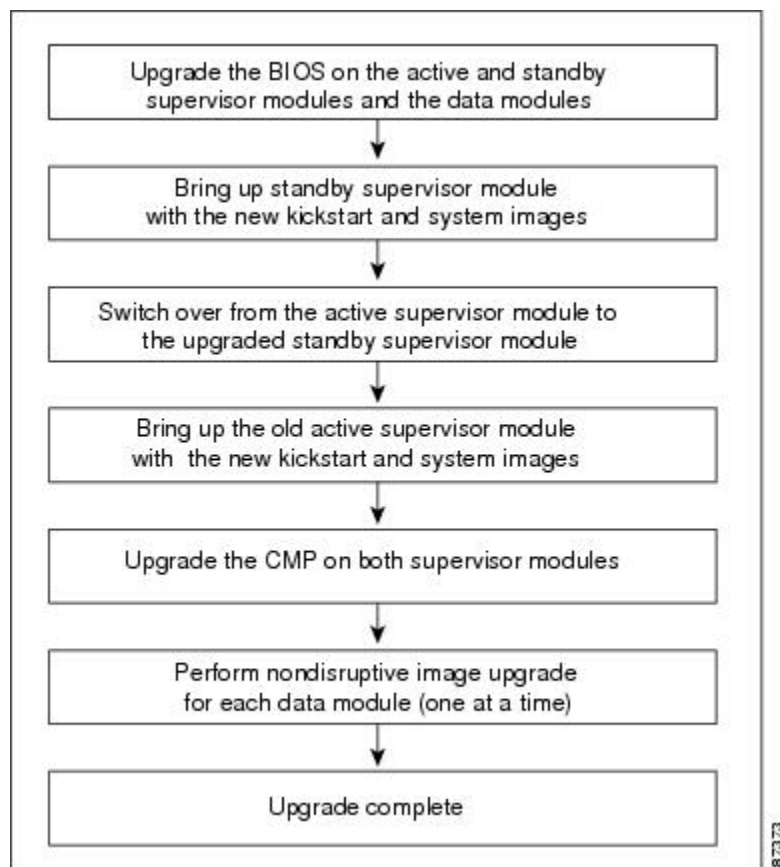 Upgrade the BIOS on the active and standby
supervisor modules and the data modules
Bring up standby supervisor module
with the new kickstart and system images
Switch over from the active supervisor module to
the upgraded standby supervisor module
Bring up the old active supervisor module
with the new kickstart and system images
Upgrade the CMP on both supervisor modules
Perform nondisruptive image upgrade
for each data module (one at a time)
Upgrade complete